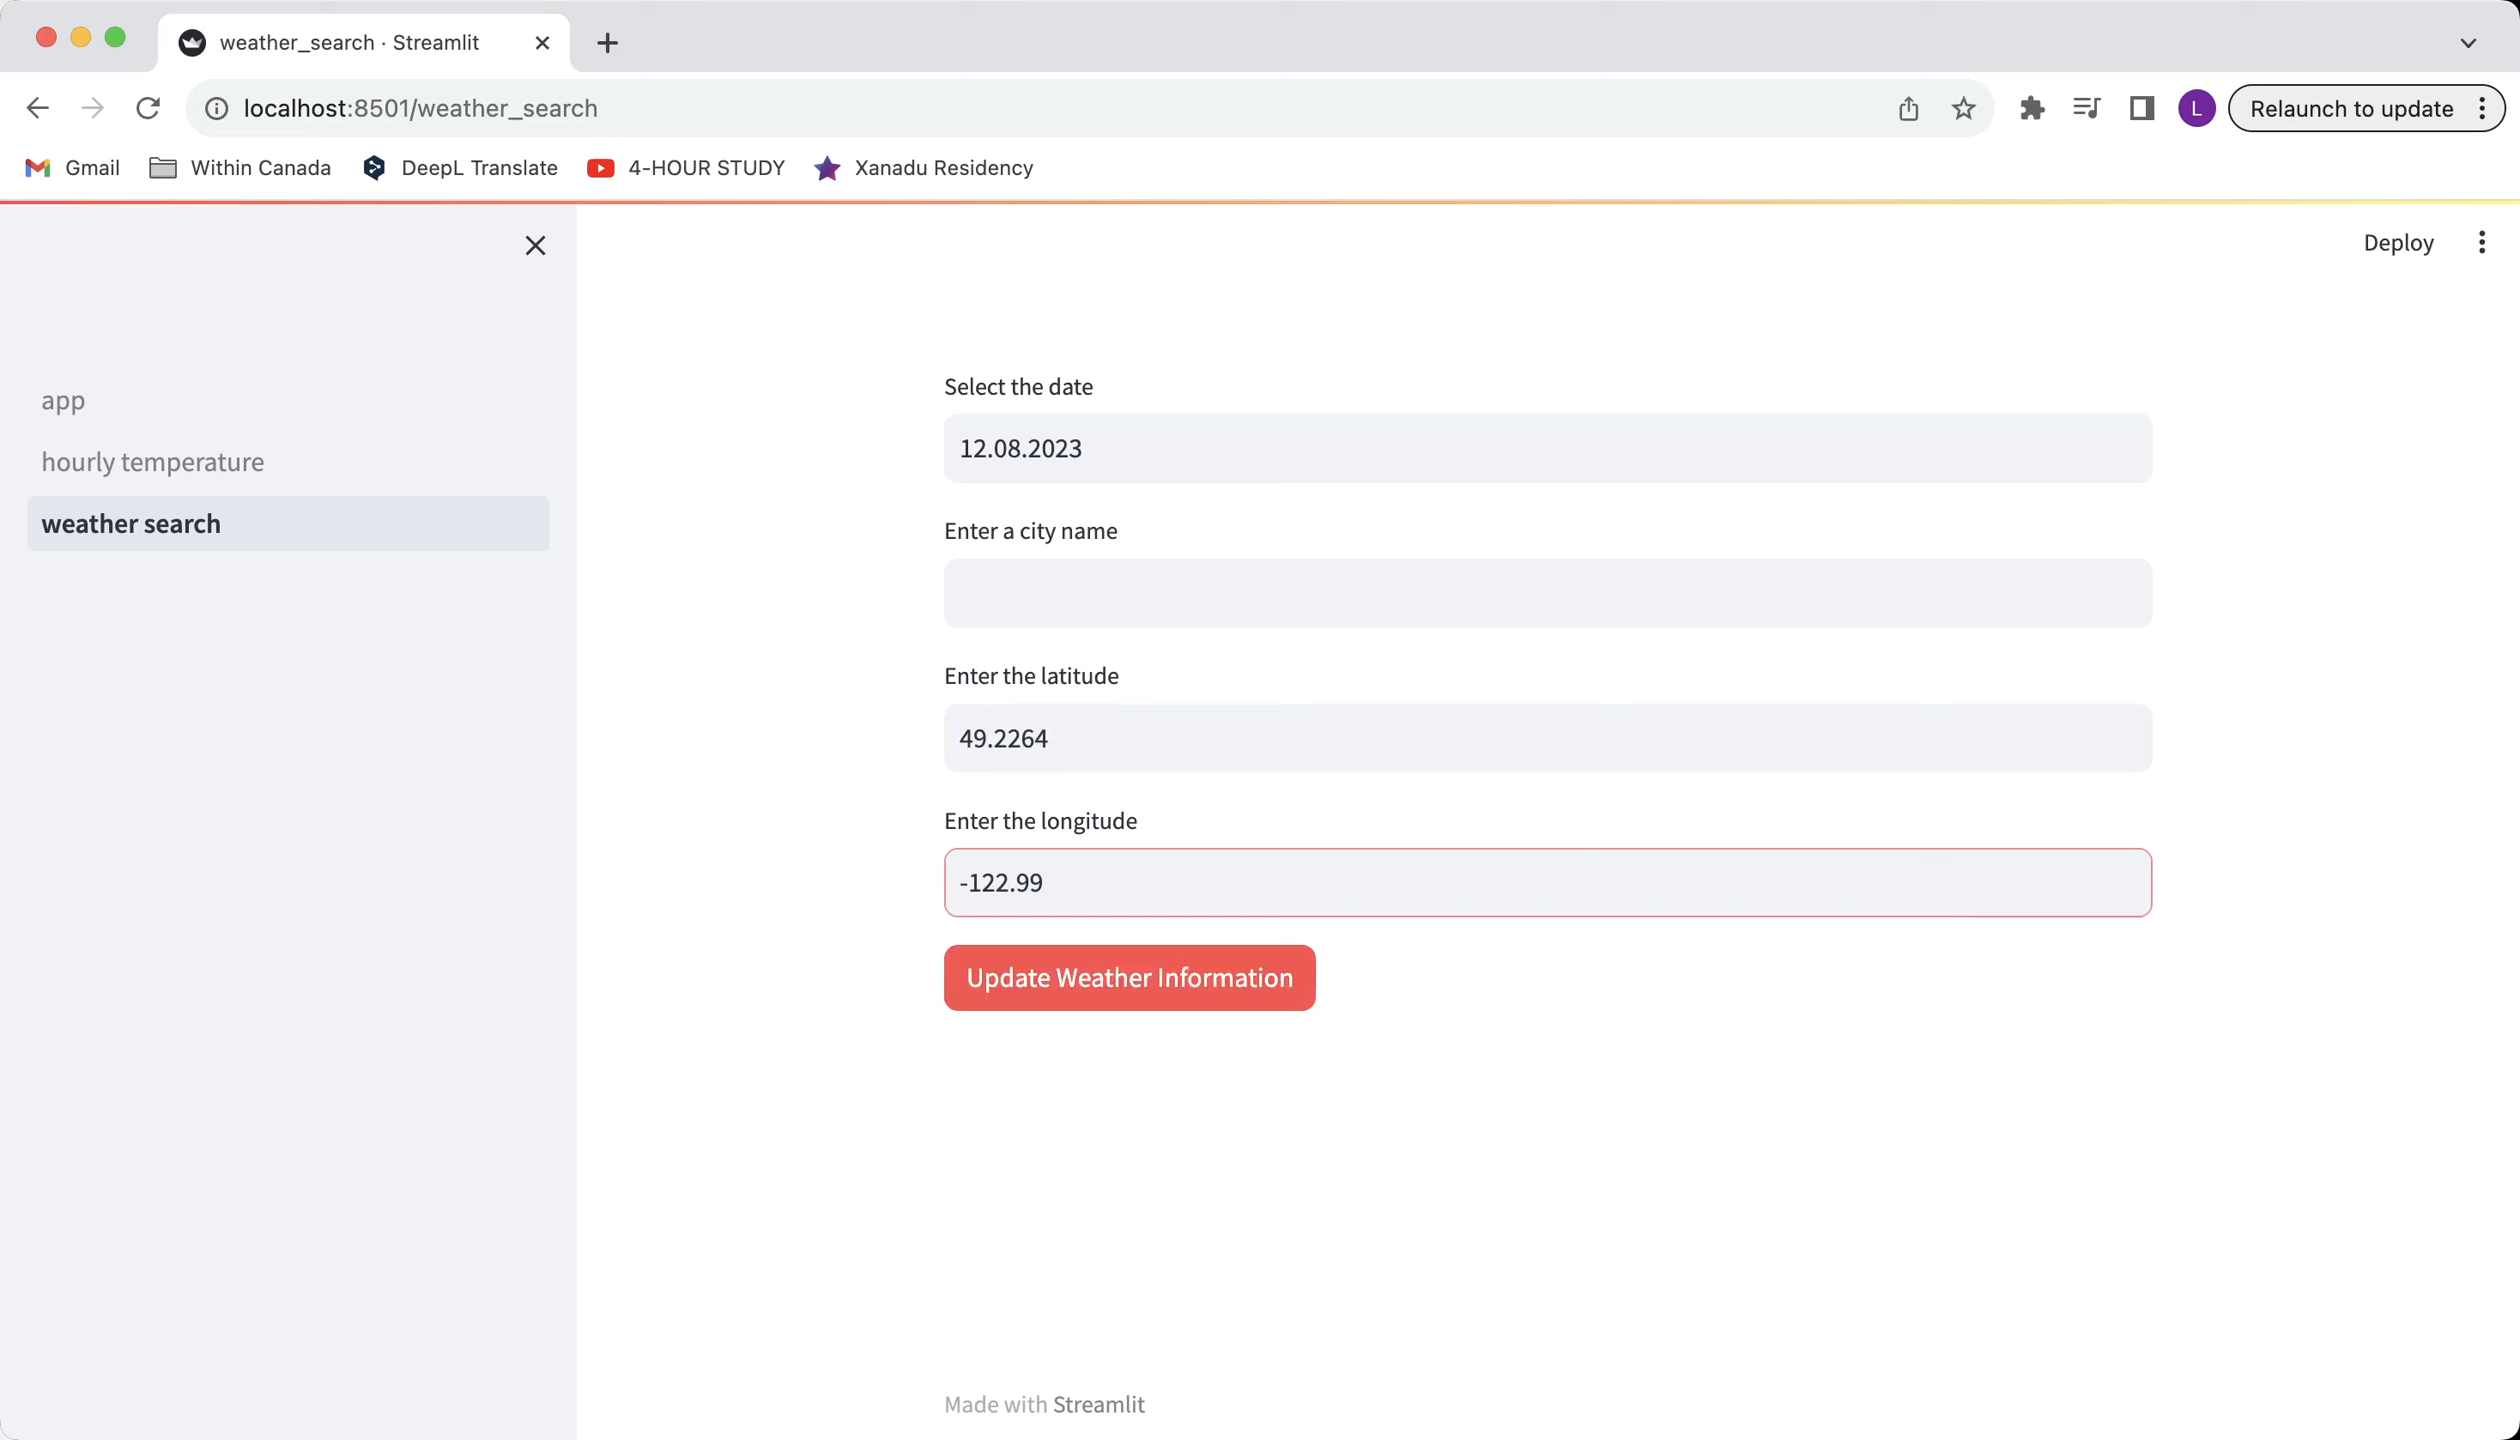 weather_search · Streamlit
localhost:8501/weather_search
L
Relaunch to update
Gmail
Within Canada
DeepL Translate
4-HOUR STUDY
Xanadu Residency
Deploy
app
hourly temperature
weather search
Select the date
12.08.2023
Enter a city name
Enter the latitude
49.2264
Enter the longitude
-122.99
Update Weather Information
Made with Streamlit